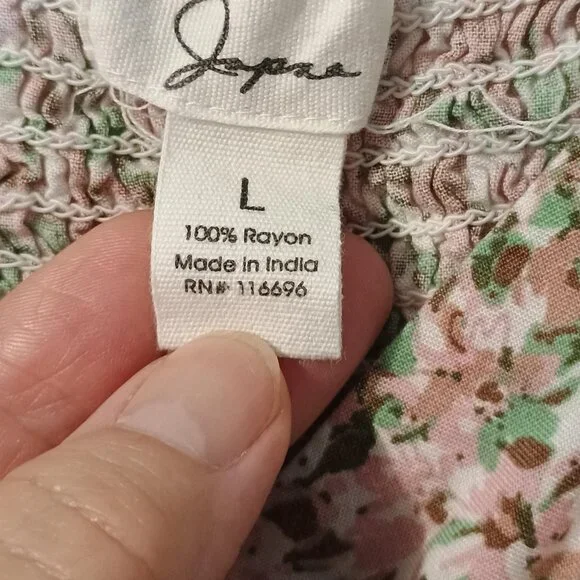 Japna
L
100% Rayon
Made in India
RN# 116696